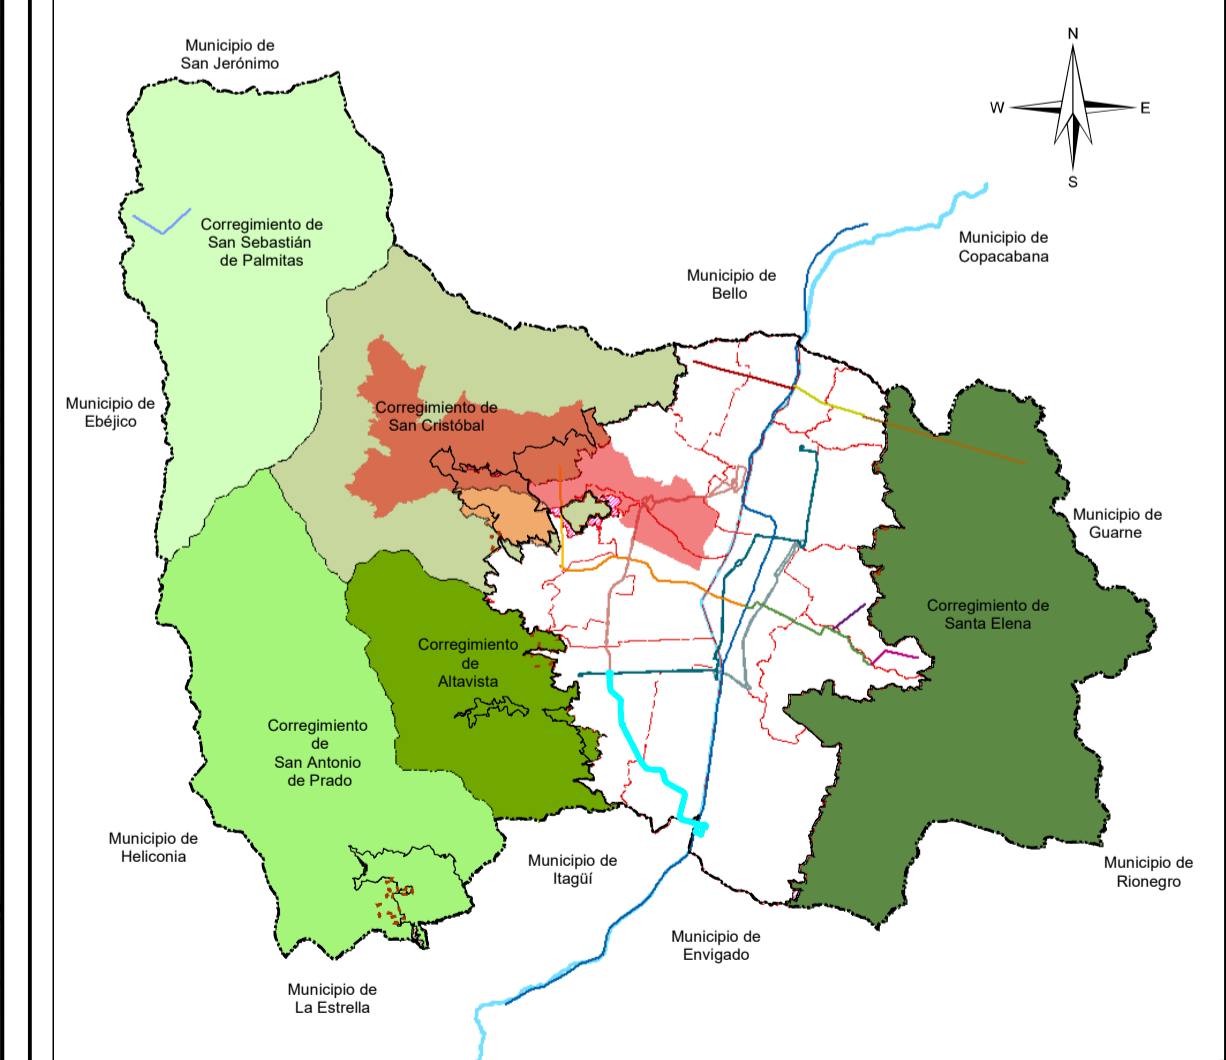 Municipio de
San Jerónimo
N
W
E
S
Corregimiento de
San Sebastián
de Palmitas
Municipio de
Copacabana
Municipio de
Bello
Municipio de
Ebéjico
Corregimiento de
San Cristóbal
Municipio de
Guarne
Corregimiento de
Santa Elena
Corregimiento
de
Altavista
Corregimiento
de
San Antonio
de Prado
Municipio de
Heliconia
Municipio de
Itagüí
Municipio de
Rionegro
Municipio de
Envigado
Municipio de
La Estrella